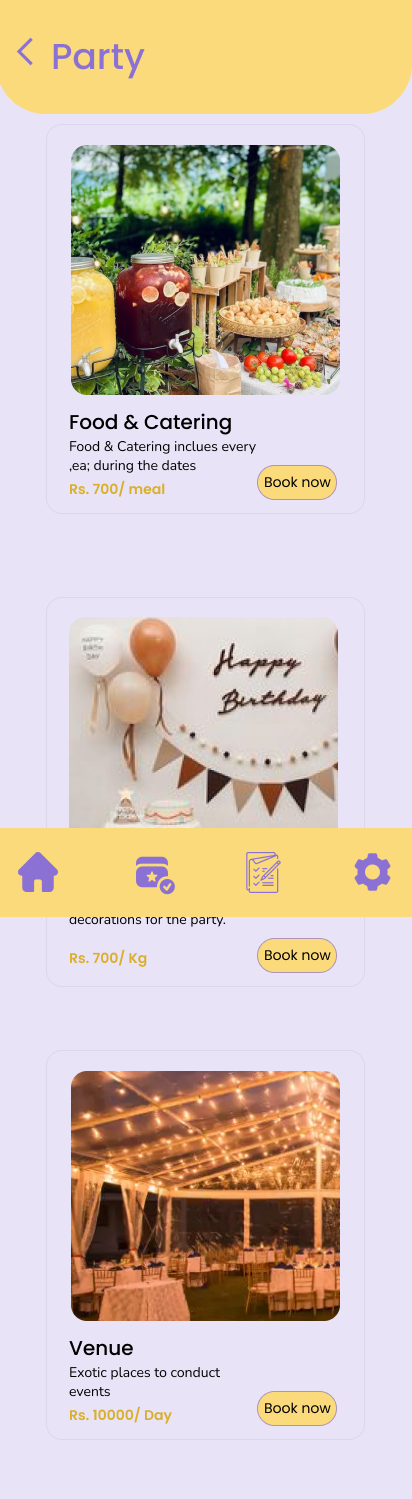 Party
Food & Catering
Food & Catering inclues every
,ea; during the dates
Rs. 700/ meal
Book now
HAPPY
BIRTH
DAY
Happy
Birthday
decorations for the party.
Rs. 700/ Kg
Book now
Venue
Exotic places to conduct
events
Rs. 10000/ Day
Book now